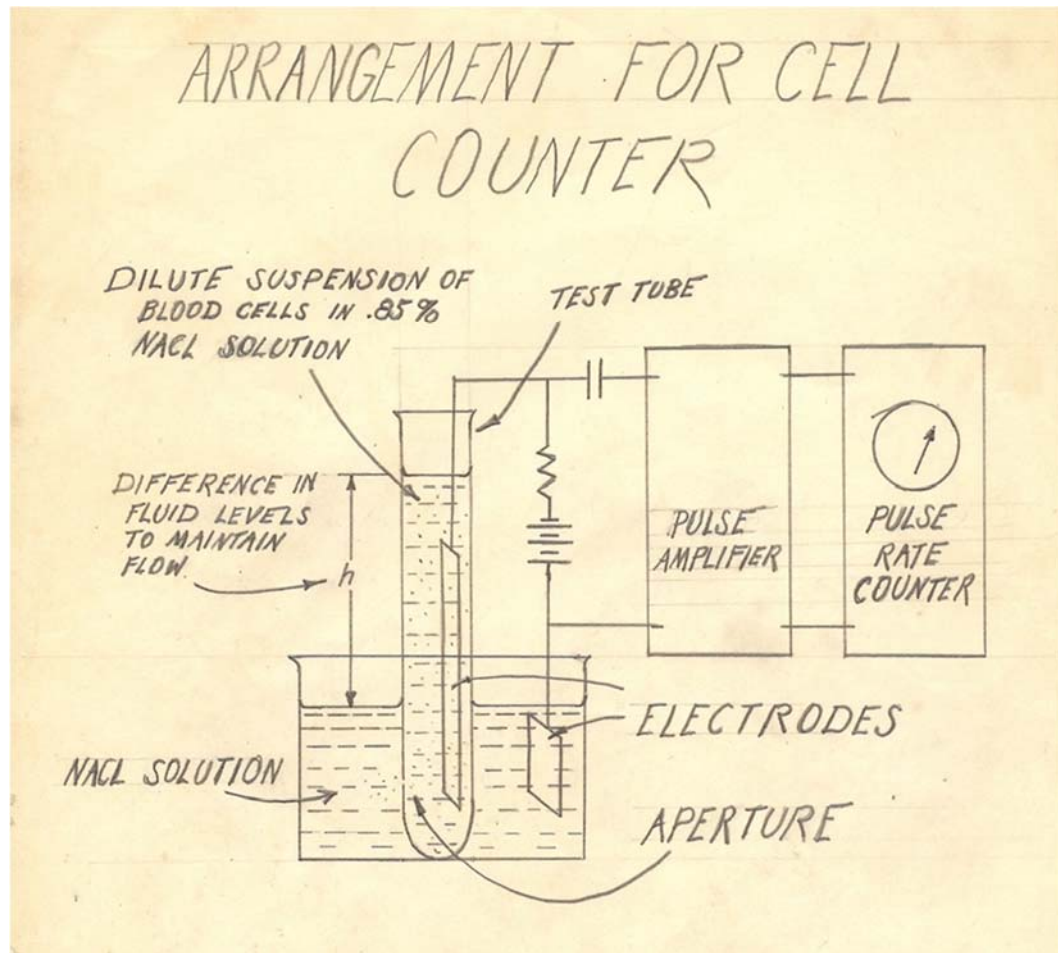 ARRANGEMENT FOR CELL
COUNTER
DILUTE SUSPENSION OF
BLOOD CELLS IN .85%
NACL SOLUTION
TEST TUBE
DIFFERENCE IN
FLUID LEVELS
TO MAINTAIN
FLOW
h
PULSE
AMPLIFIER
PULSE
RATE
COUNTER
ELECTRODES
NACL SOLUTION
APERTURE